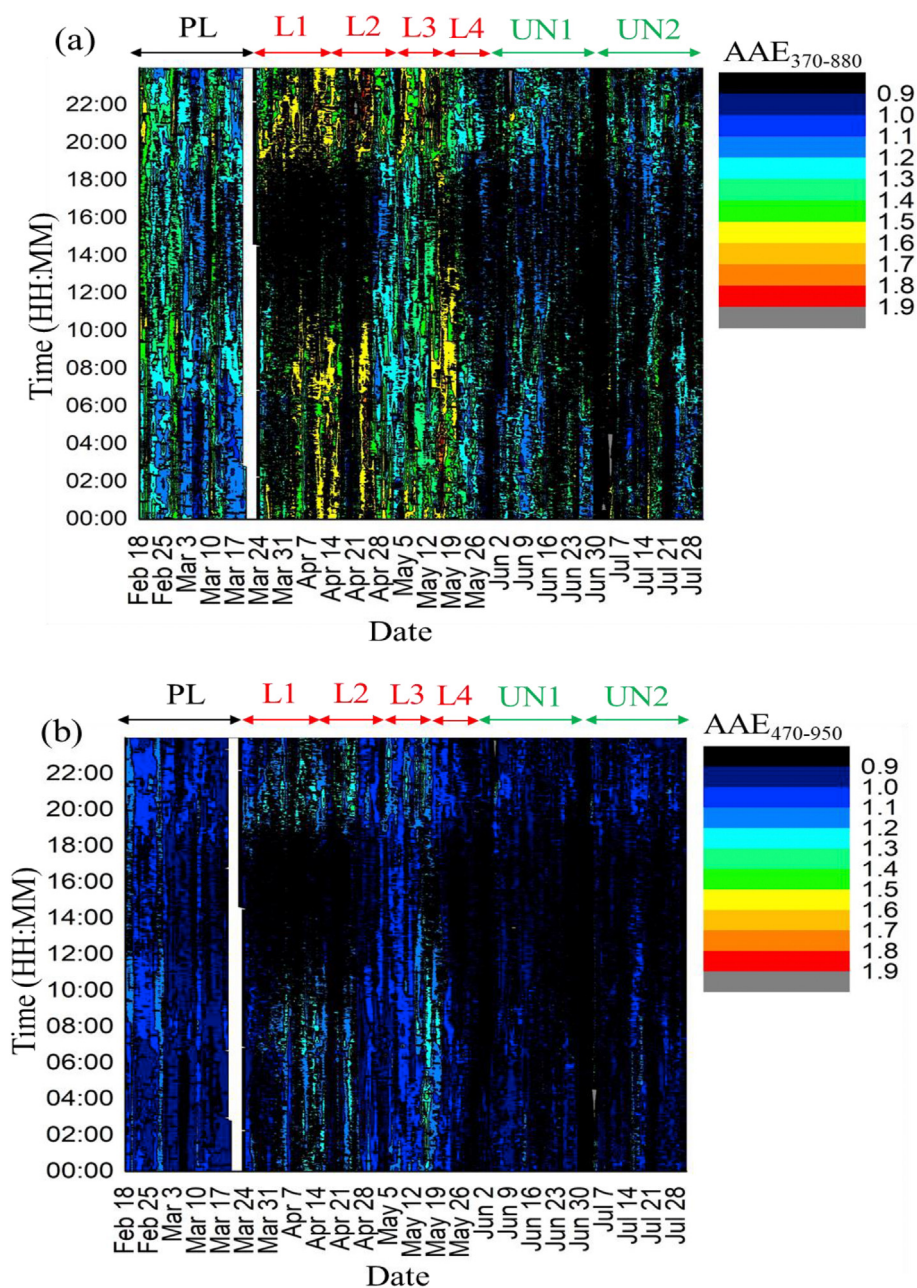 (a)
PL L1 L2 L3 L4 UN1 UN2
AAE370-880
0.9
1.0
1.1
1.2
1.3
1.4
1.5
1.6
1.7
1.8
1.9
Time (HH:MM)
22:00
20:00
18:00
16:00
14:00
12:00
10:00
08:00
06:00
04:00
02:00
00:00
Feb 18
Feb 25
Mar 3
Mar 10
Mar 17
Mar 24
Mar 31
Apr 7
Apr 14
Apr 21
Apr 28
May 5
May 12
May 19
May 26
Jun 2
Jun 9
Jun 16
Jun 23
Jun 30
Jul 7
Jul 14
Jul 21
Jul 28
Date
(b)
PL L1 L2 L3 L4 UN1 UN2
AAE470-950
0.9
1.0
1.1
1.2
1.3
1.4
1.5
1.6
1.7
1.8
1.9
Time (HH:MM)
22:00
20:00
18:00
16:00
14:00
12:00
10:00
08:00
06:00
04:00
02:00
00:00
Feb 18
Feb 25
Mar 3
Mar 10
Mar 17
Mar 24
Mar 31
Apr 7
Apr 14
Apr 21
Apr 28
May 5
May 12
May 19
May 26
Jun 2
Jun 9
Jun 16
Jun 23
Jun 30
Jul 7
Jul 14
Jul 21
Jul 28
Date